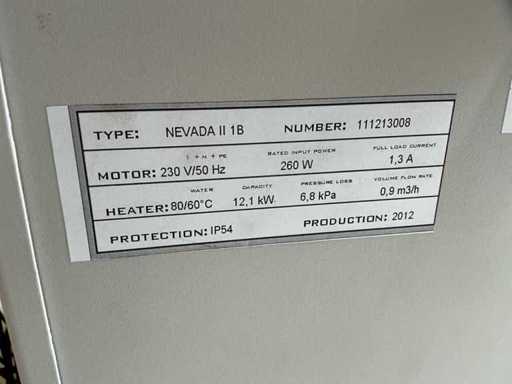 TYPE: NEVADA II 1B NUMBER: 111213008
1 + N + PE RATED INPUT POWER FULL LOAD CURRENT
MOTOR: 230 V/50 Hz 260 W 1,3 A
WATER CAPACITY PRESSURE LOSS VOLUME FLOW RATE
HEATER: 80/60°C 12,1 kW 6,8 kPa 0,9 m3/h
PROTECTION: IP54 PRODUCTION: 2012